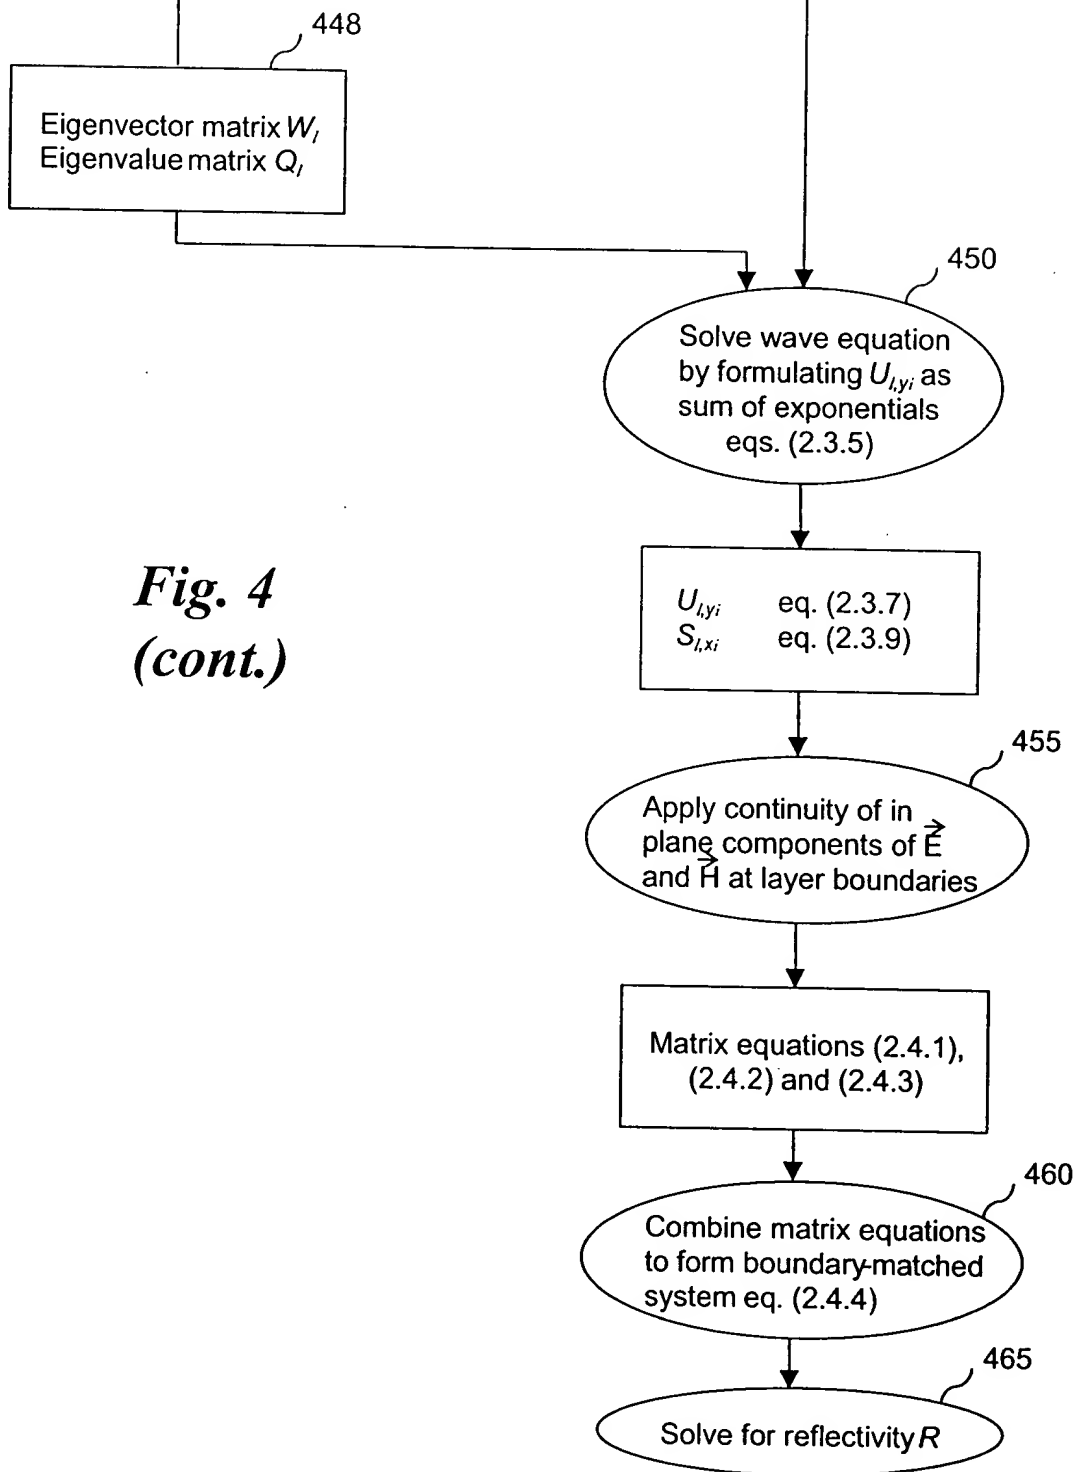 448
Eigenvector matrix W_l
Eigenvalue matrix Q_l
450
Solve wave equation
by formulating U_l,yi as
sum of exponentials
eqs. (2.3.5)
Fig. 4
(cont.)
U_l,yi eq. (2.3.7)
S_l,xi eq. (2.3.9)
455
Apply continuity of in
plane components of E⃗
and H⃗ at layer boundaries
Matrix equations (2.4.1),
(2.4.2) and (2.4.3)
460
Combine matrix equations
to form boundary-matched
system eq. (2.4.4)
465
Solve for reflectivity R